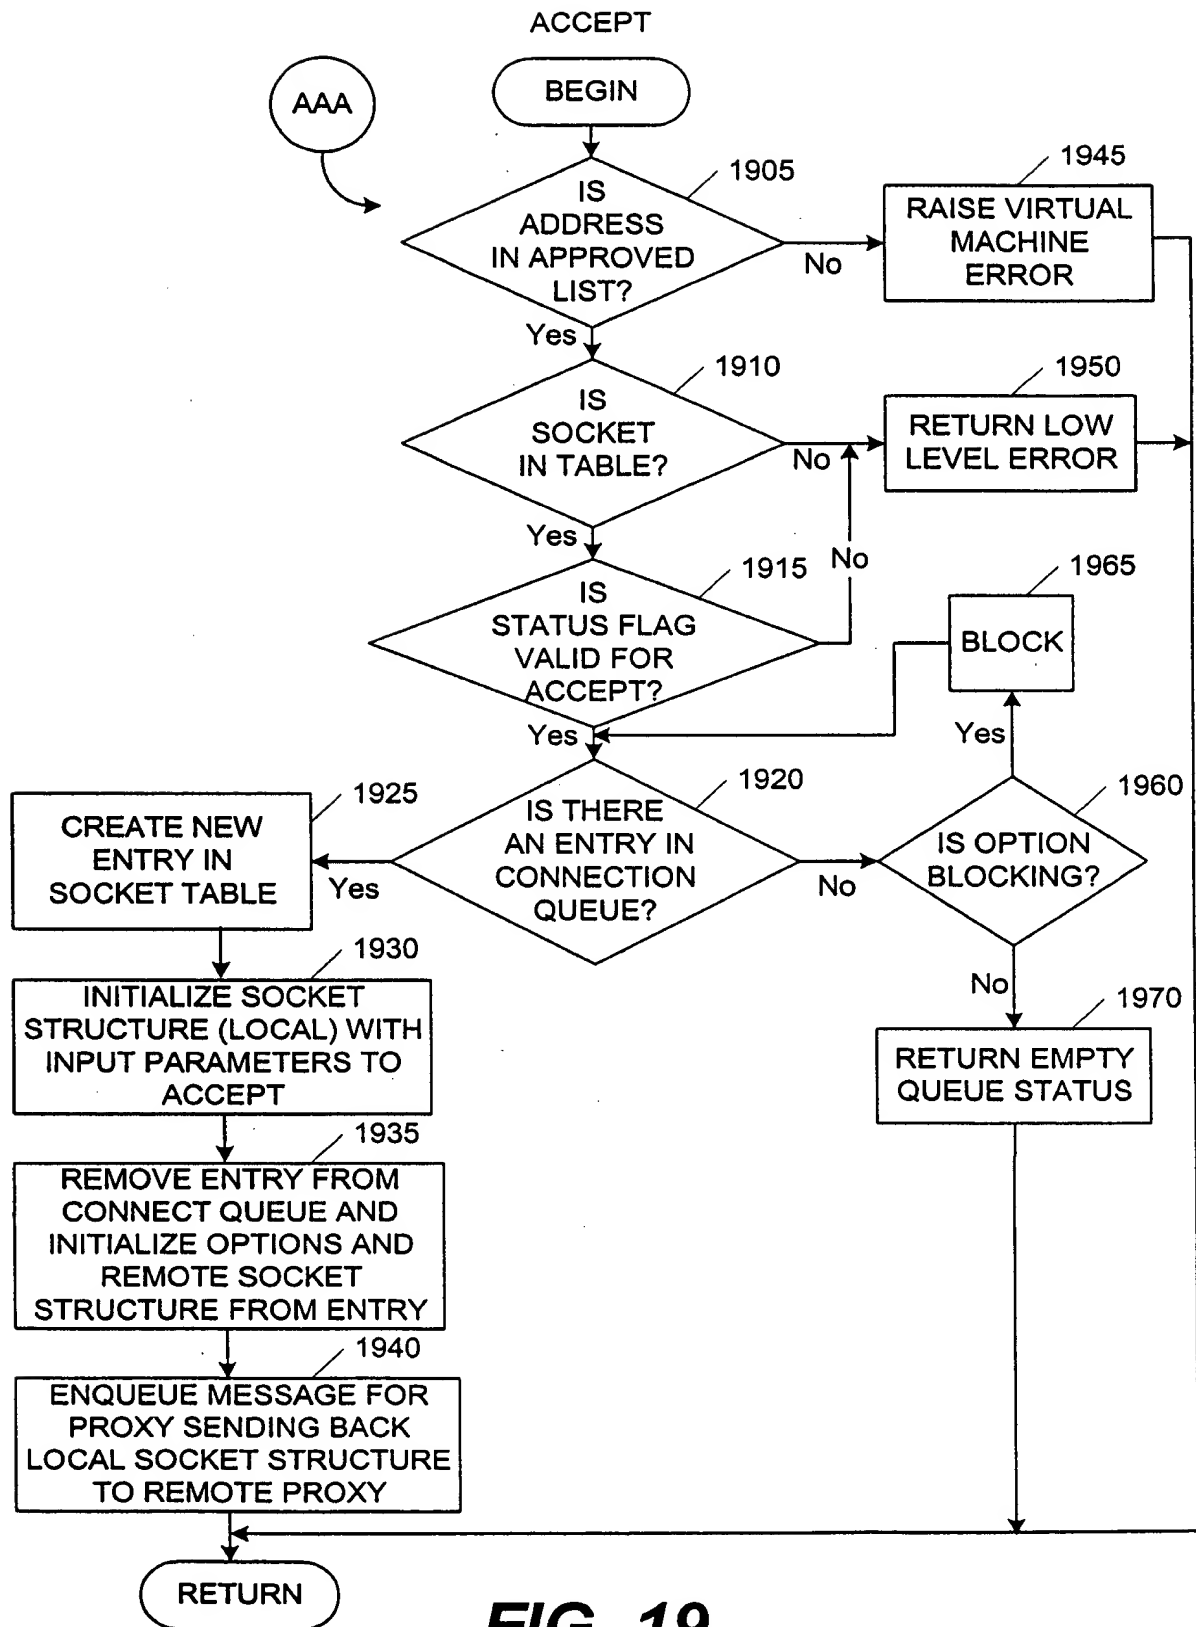 ACCEPT
AAA
BEGIN
1905
IS
ADDRESS
IN APPROVED
LIST?
No
1945
RAISE VIRTUAL
MACHINE
ERROR
Yes
1910
IS
SOCKET
IN TABLE?
No
1950
RETURN LOW
LEVEL ERROR
Yes
No
1915
IS
STATUS FLAG
VALID FOR
ACCEPT?
1965
BLOCK
Yes
Yes
1920
IS THERE
AN ENTRY IN
CONNECTION
QUEUE?
Yes
No
1960
IS OPTION
BLOCKING?
1925
CREATE NEW
ENTRY IN
SOCKET TABLE
No
1930
INITIALIZE SOCKET
STRUCTURE (LOCAL) WITH
INPUT PARAMETERS TO
ACCEPT
1970
RETURN EMPTY
QUEUE STATUS
1935
REMOVE ENTRY FROM
CONNECT QUEUE AND
INITIALIZE OPTIONS AND
REMOTE SOCKET
STRUCTURE FROM ENTRY
1940
ENQUEUE MESSAGE FOR
PROXY SENDING BACK
LOCAL SOCKET STRUCTURE
TO REMOTE PROXY
RETURN
FIG. 19